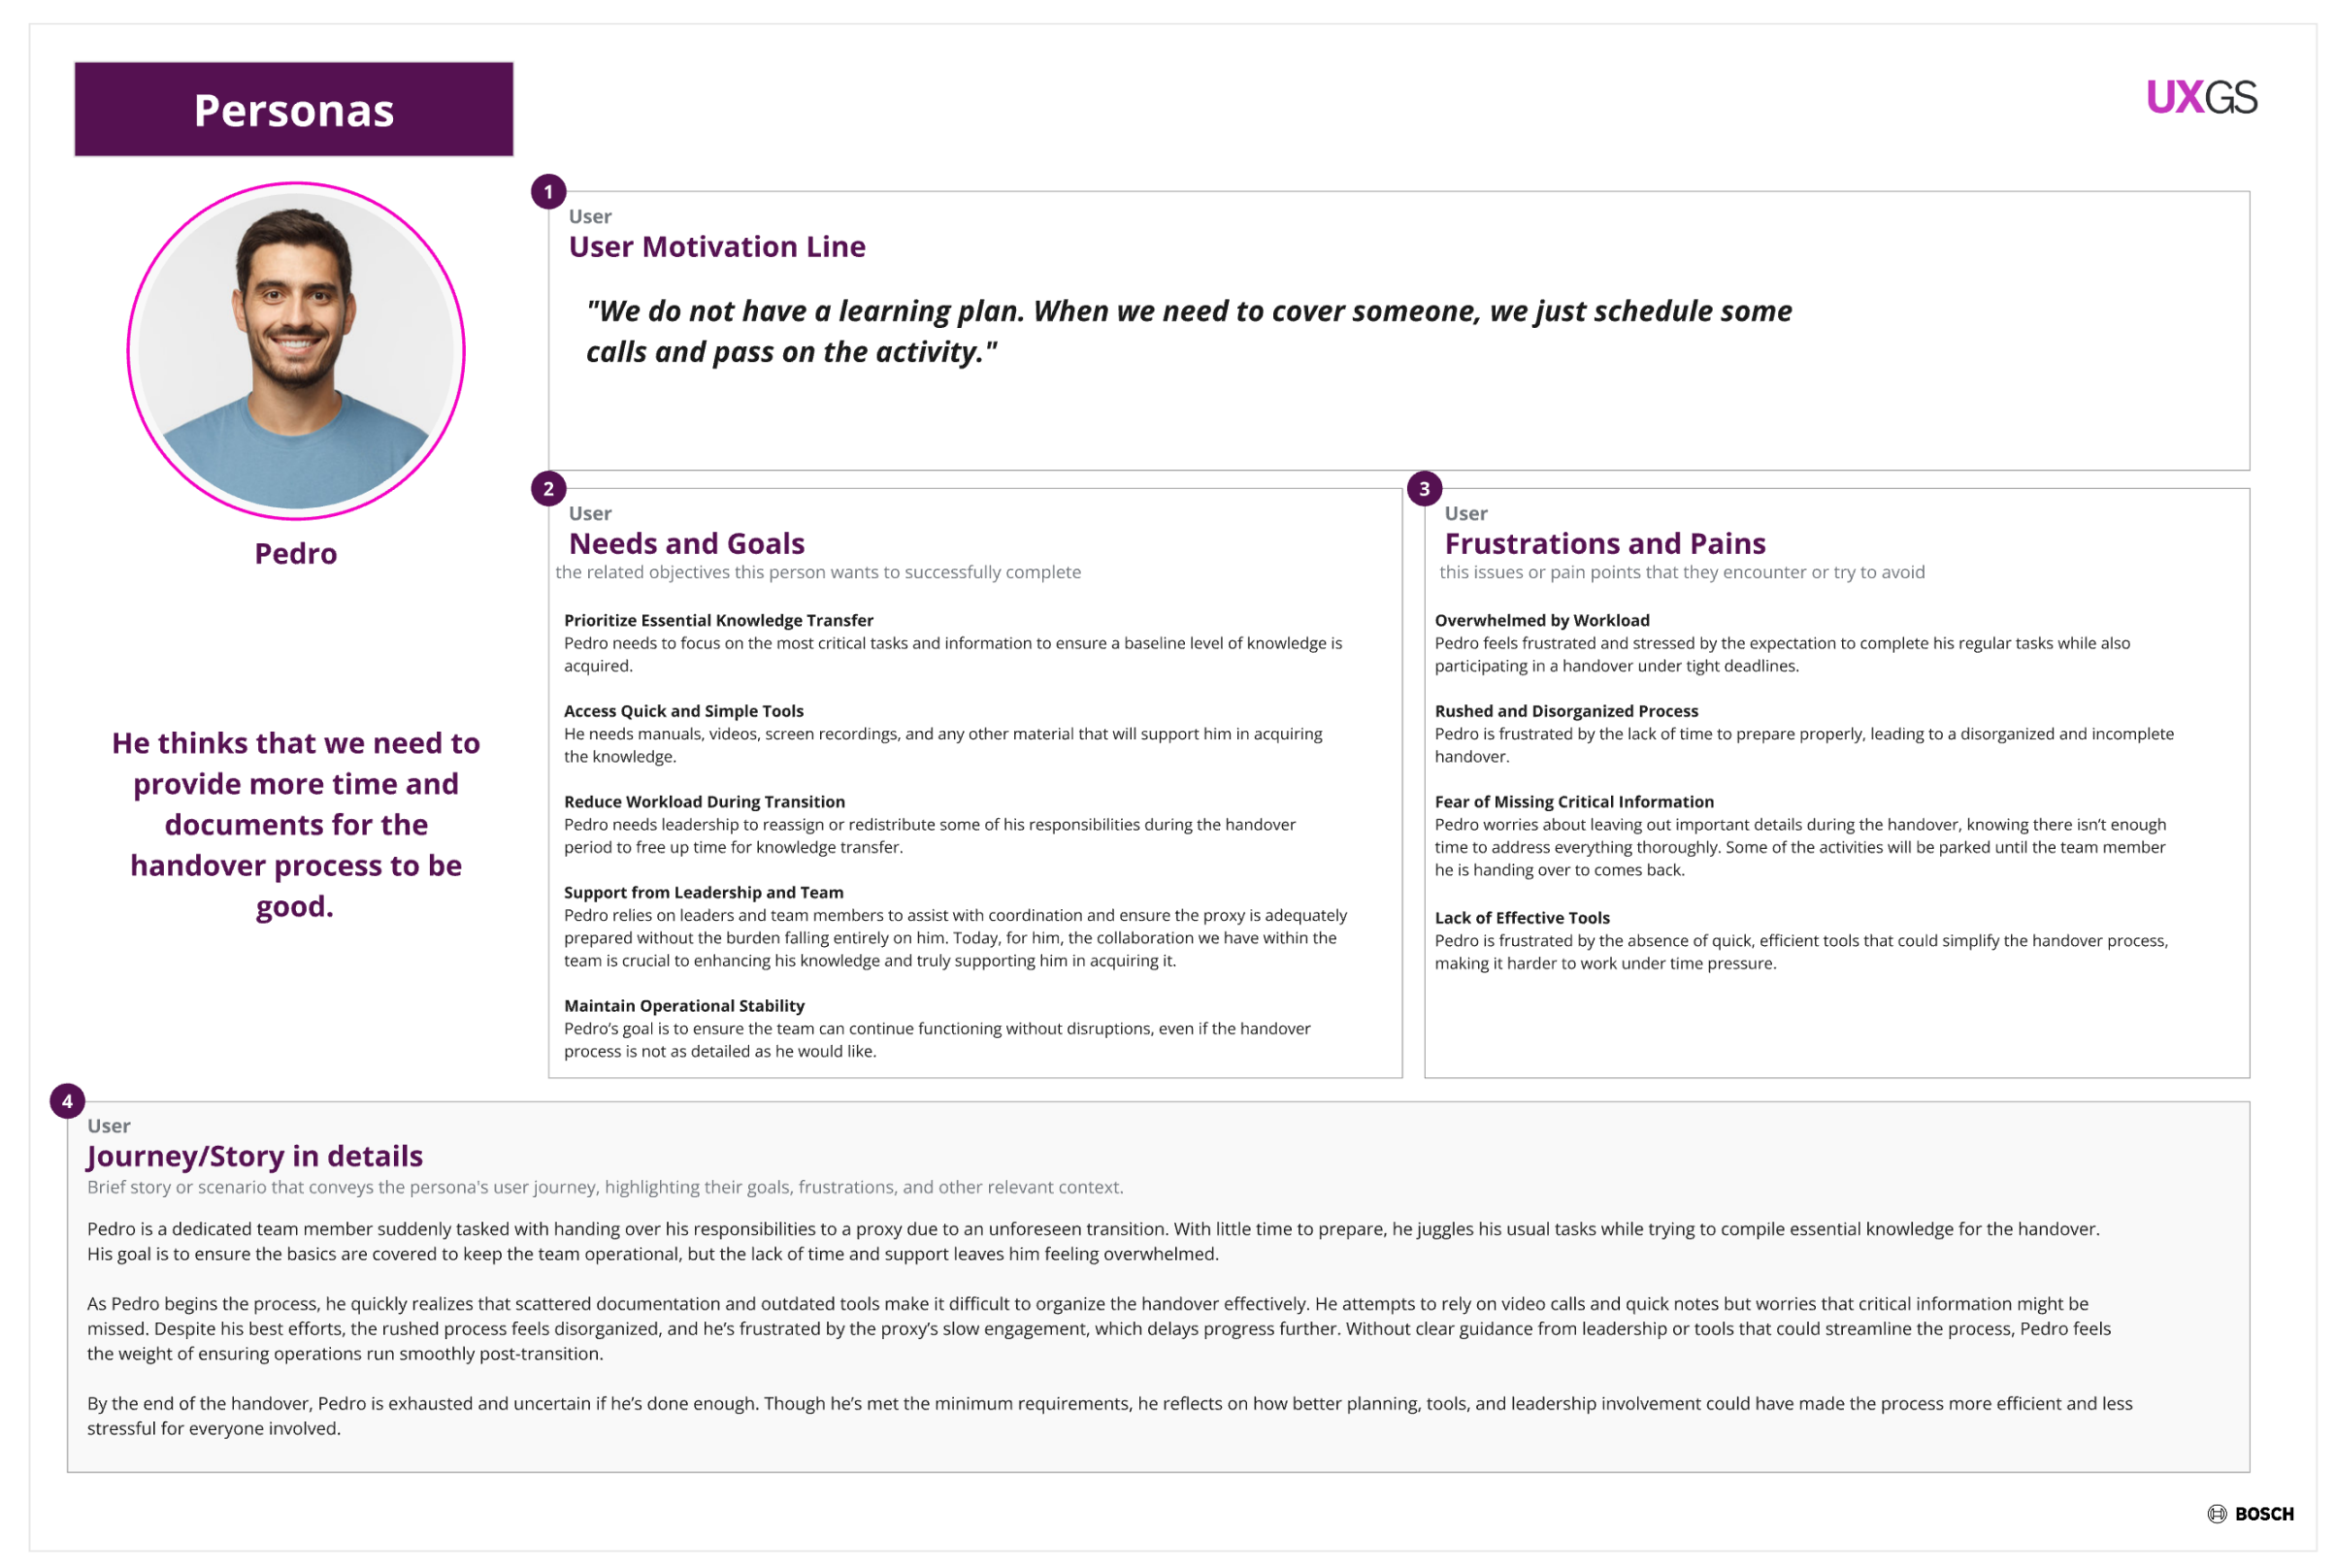 Personas
UXGS
Pedro
He thinks that we need to
provide more time and
documents for the
handover process to be
good.
1
User
User Motivation Line
"We do not have a learning plan. When we need to cover someone, we just schedule some
calls and pass on the activity."
2
User
Needs and Goals
the related objectives this person wants to successfully complete
Prioritize Essential Knowledge Transfer
Pedro needs to focus on the most critical tasks and information to ensure a baseline level of knowledge is
acquired.
Access Quick and Simple Tools
He needs manuals, videos, screen recordings, and any other material that will support him in acquiring
the knowledge.
Reduce Workload During Transition
Pedro needs leadership to reassign or redistribute some of his responsibilities during the handover
period to free up time for knowledge transfer.
Support from Leadership and Team
Pedro relies on leaders and team members to assist with coordination and ensure the proxy is adequately
prepared without the burden falling entirely on him. Today, for him, the collaboration we have within the
team is crucial to enhancing his knowledge and truly supporting him in acquiring it.
Maintain Operational Stability
Pedro’s goal is to ensure the team can continue functioning without disruptions, even if the handover
process is not as detailed as he would like.
3
User
Frustrations and Pains
this issues or pain points that they encounter or try to avoid
Overwhelmed by Workload
Pedro feels frustrated and stressed by the expectation to complete his regular tasks while also
participating in a handover under tight deadlines.
Rushed and Disorganized Process
Pedro is frustrated by the lack of time to prepare properly, leading to a disorganized and incomplete
handover.
Fear of Missing Critical Information
Pedro worries about leaving out important details during the handover, knowing there isn’t enough
time to address everything thoroughly. Some of the activities will be parked until the team member
he is handing over to comes back.
Lack of Effective Tools
Pedro is frustrated by the absence of quick, efficient tools that could simplify the handover process,
making it harder to work under time pressure.
4
User
Journey/Story in details
Brief story or scenario that conveys the persona's user journey, highlighting their goals, frustrations, and other relevant context.
Pedro is a dedicated team member suddenly tasked with handing over his responsibilities to a proxy due to an unforeseen transition. With little time to prepare, he juggles his usual tasks while trying to compile essential knowledge for the handover.
His goal is to ensure the basics are covered to keep the team operational, but the lack of time and support leaves him feeling overwhelmed.
As Pedro begins the process, he quickly realizes that scattered documentation and outdated tools make it difficult to organize the handover effectively. He attempts to rely on video calls and quick notes but worries that critical information might be
missed. Despite his best efforts, the rushed process feels disorganized, and he’s frustrated by the proxy’s slow engagement, which delays progress further. Without clear guidance from leadership or tools that could streamline the process, Pedro feels
the weight of ensuring operations run smoothly post-transition.
By the end of the handover, Pedro is exhausted and uncertain if he’s done enough. Though he’s met the minimum requirements, he reflects on how better planning, tools, and leadership involvement could have made the process more efficient and less
stressful for everyone involved.
BOSCH